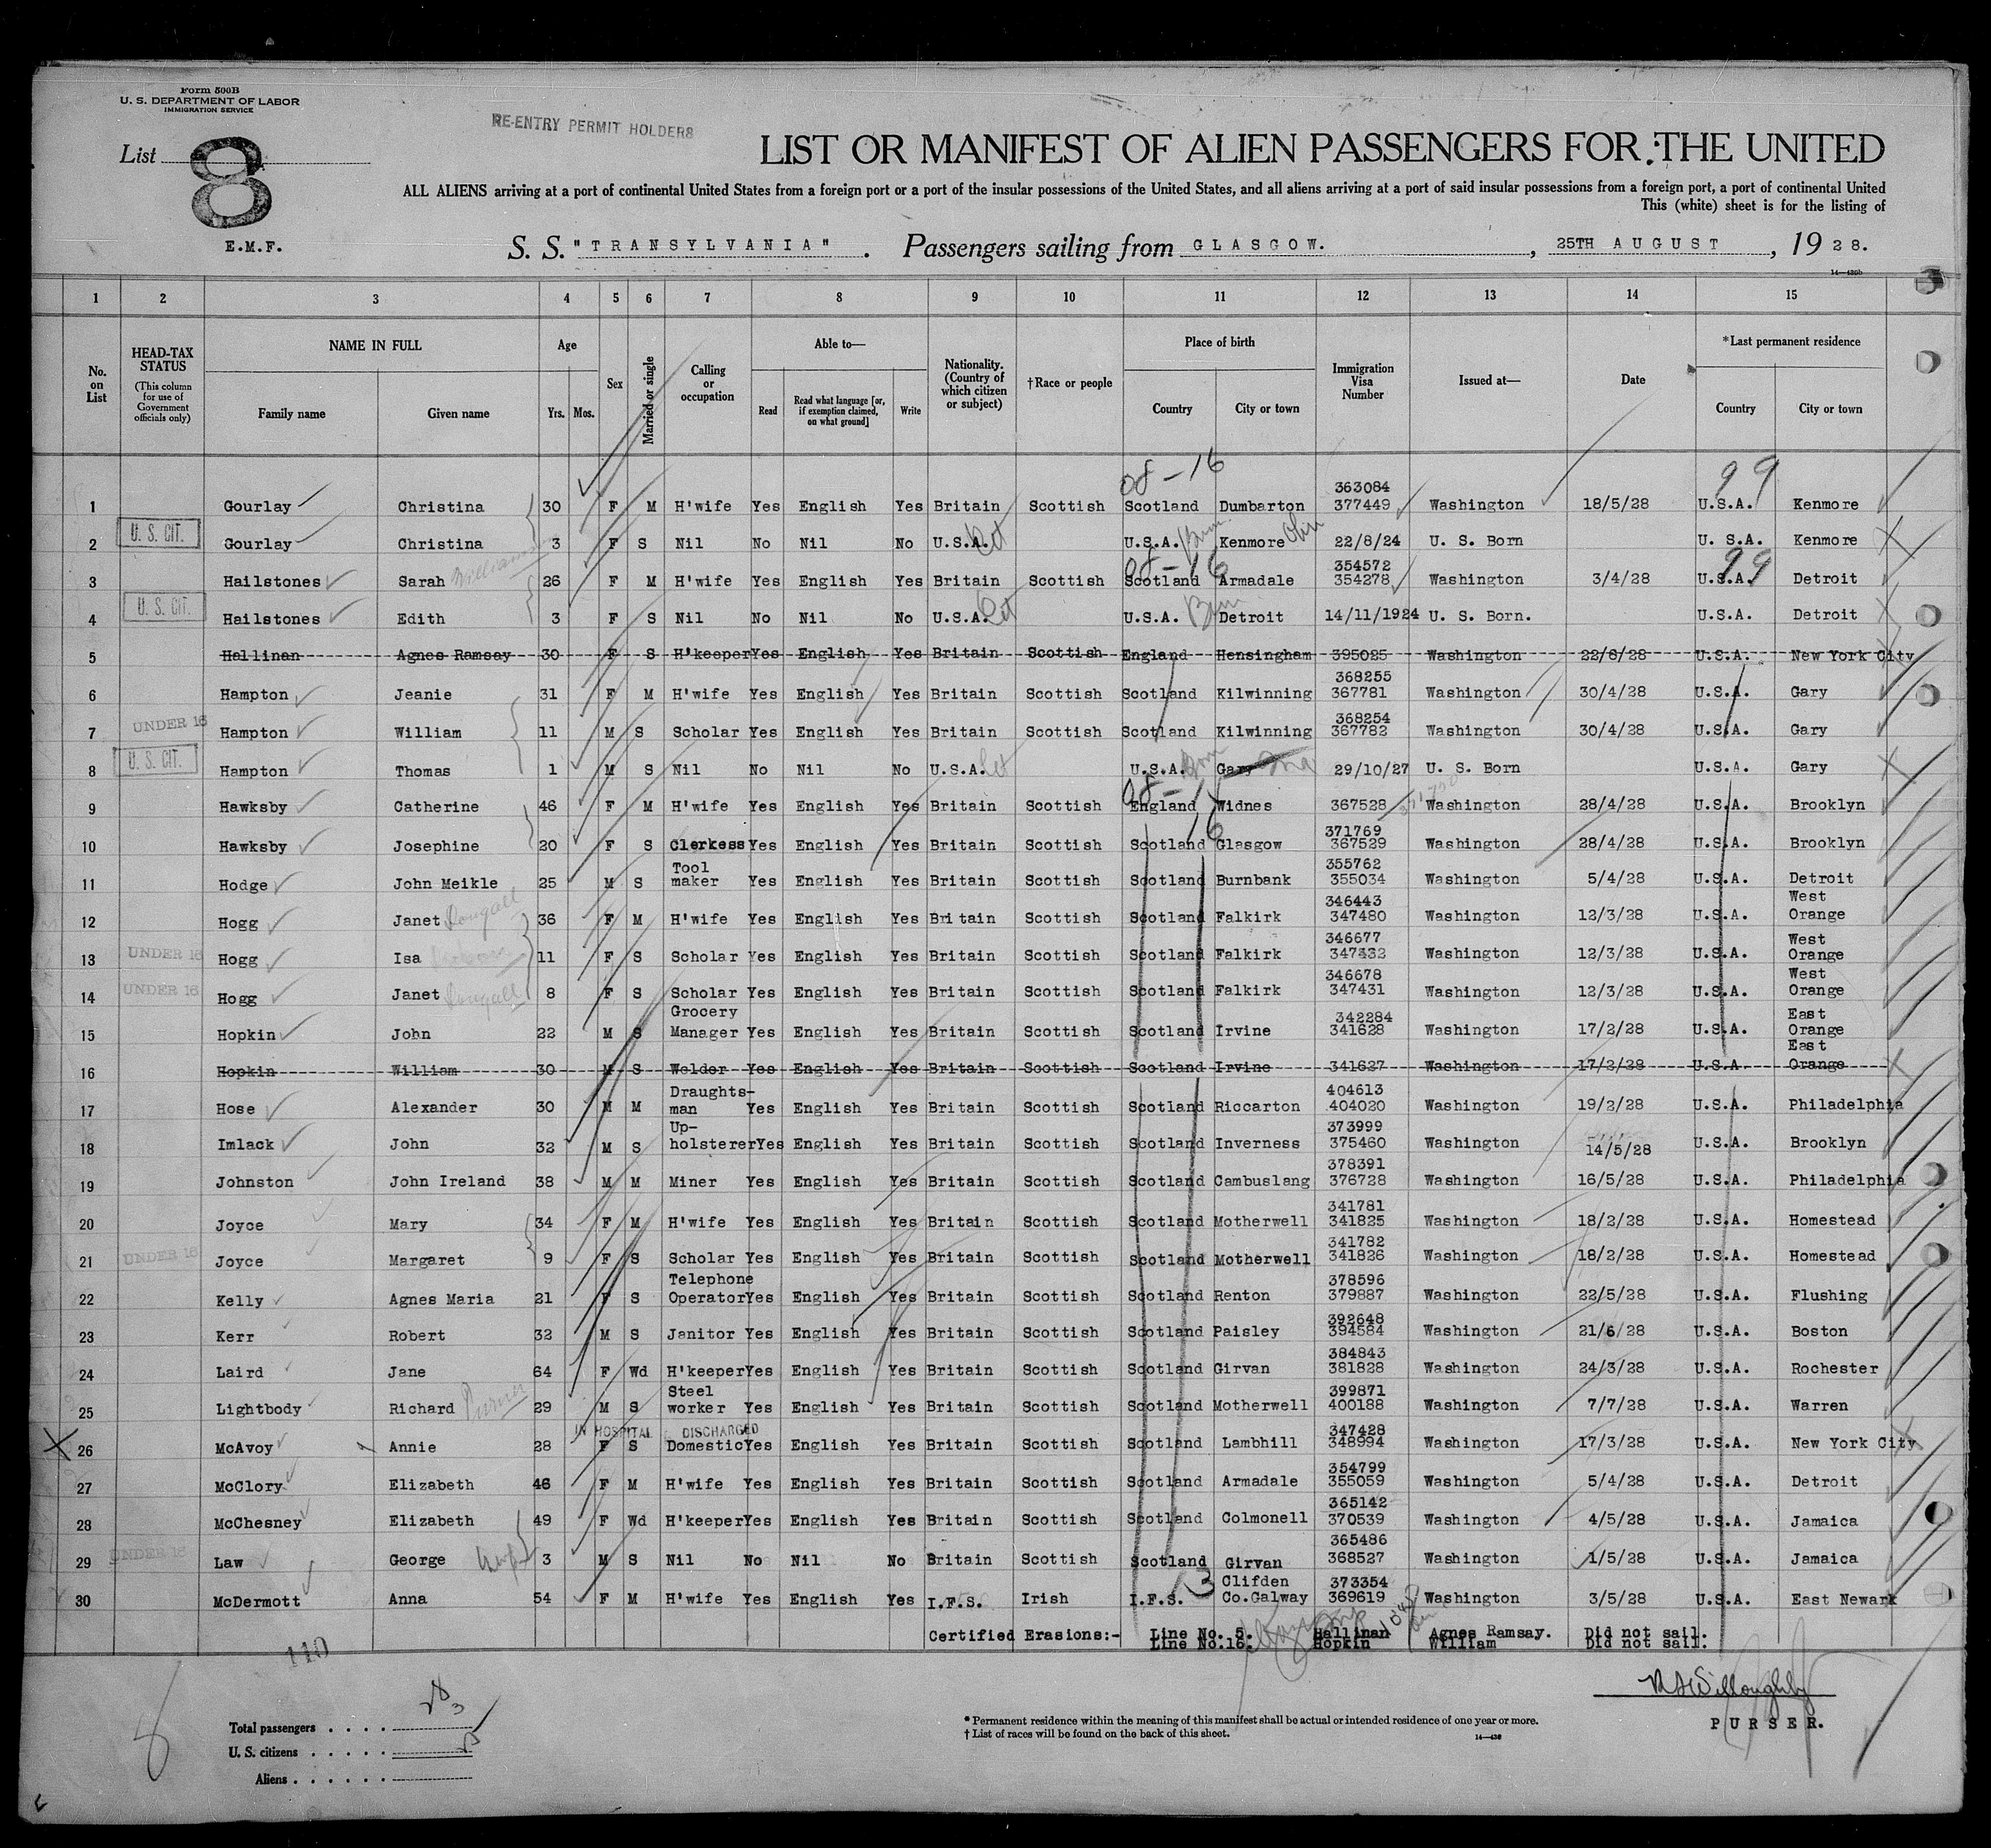 Form 500B
U. S. DEPARTMENT OF LABOR
IMMIGRATION SERVICE
RE-ENTRY PERMIT HOLDERS
List 8
E.M.F.
LIST OR MANIFEST OF ALIEN PASSENGERS FOR THE UNITED
ALL ALIENS arriving at a port of continental United States from a foreign port or a port of the insular possessions of the United States, and all aliens arriving at a port of said insular possessions from a foreign port, a port of continental United
This (white) sheet is for the listing of
S. S. "TRANSYLVANIA". Passengers sailing from GLASGOW. , 25TH AUGUST , 1928.
1 2 3 4 5 6 7 8 9 10 11 12 13 14 15
No. on List
HEAD-TAX STATUS (This column for use of Government officials only)
NAME IN FULL Family name Given name
Age Yrs. Mos.
Sex
Married or single
Calling or occupation
Able to— Read Read what language [or, if exemption claimed, on what ground] Write
Nationality. (Country of which citizen or subject)
†Race or people
Place of birth Country City or town
Immigration Visa Number
Issued at—
Date
*Last permanent residence Country City or town
08-16 99
1 Gourlay Christina 30 F M H'wife Yes English Yes Britain Scottish Scotland Dumbarton 363084 377449 Washington 18/5/28 U.S.A. Kenmore
2 U. S. CIT. Gourlay Christina 3 F S Nil No Nil No U.S.A. U.S.A. Kenmore Ohio 22/8/24 U. S. Born U. S.A. Kenmore
08-16 99
3 Hailstones Sarah Williamson 26 F M H'wife Yes English Yes Britain Scottish Scotland Armadale 354572 354278 Washington 3/4/28 U.S.A. Detroit
4 U. S. CIT. Hailstones Edith 3 F S Nil No Nil No U.S.A. U.S.A. Detroit 14/11/1924 U. S. Born. U.S.A. Detroit
5 Hallinan Agnes Ramsay 30 F S H'keeper Yes English Yes Britain Scottish England Hensingham 395025 Washington 22/6/28 U.S.A. New York City
6 Hampton Jeanie 31 F M H'wife Yes English Yes Britain Scottish Scotland Kilwinning 368255 367781 Washington 30/4/28 U.S.A. Gary
7 UNDER 16 Hampton William 11 M S Scholar Yes English Yes Britain Scottish Scotland Kilwinning 368254 367782 Washington 30/4/28 U.S.A. Gary
8 U. S. CIT. Hampton Thomas 1 M S Nil No Nil No U.S.A. U.S.A. Gary 29/10/27 U. S. Born U.S.A. Gary
08-16
9 Hawksby Catherine 46 F M H'wife Yes English Yes Britain Scottish England Widnes 367528 Washington 28/4/28 U.S.A. Brooklyn
10 Hawksby Josephine 20 F S Clerkess Yes English Yes Britain Scottish Scotland Glasgow 371769 367529 Washington 28/4/28 U.S.A. Brooklyn
11 Hodge John Meikle 25 M S Tool maker Yes English Yes Britain Scottish Scotland Burnbank 355762 355034 Washington 5/4/28 U.S.A. Detroit
12 Hogg Janet Dougall 36 F M H'wife Yes English Yes Britain Scottish Scotland Falkirk 346443 347480 Washington 12/3/28 U.S.A. West Orange
13 UNDER 16 Hogg Isa 11 F S Scholar Yes English Yes Britain Scottish Scotland Falkirk 346677 347432 Washington 12/3/28 U.S.A. West Orange
14 UNDER 16 Hogg Janet Dougall 8 F S Scholar Yes English Yes Britain Scottish Scotland Falkirk 346678 347431 Washington 12/3/28 U.S.A. West Orange
15 Hopkin John 22 M S Grocery Manager Yes English Yes Britain Scottish Scotland Irvine 342284 341628 Washington 17/2/28 U.S.A. East Orange
16 Hopkin William 30 M S Welder Yes English Yes Britain Scottish Scotland Irvine 341627 Washington 17/2/28 U.S.A. East Orange
17 Hose Alexander 30 M M Draughts-man Yes English Yes Britain Scottish Scotland Riccarton 404613 404020 Washington 19/2/28 U.S.A. Philadelphia
18 Imlack John 32 M S Up-holsterer Yes English Yes Britain Scottish Scotland Inverness 373999 375460 Washington 14/5/28 U.S.A. Brooklyn
19 Johnston John Ireland 38 M M Miner Yes English Yes Britain Scottish Scotland Cambuslang 378391 376728 Washington 16/5/28 U.S.A. Philadelphia
20 Joyce Mary 34 F M H'wife Yes English Yes Britain Scottish Scotland Motherwell 341781 341825 Washington 18/2/28 U.S.A. Homestead
21 UNDER 16 Joyce Margaret 9 F S Scholar Yes English Yes Britain Scottish Scotland Motherwell 341782 341826 Washington 18/2/28 U.S.A. Homestead
22 Kelly Agnes Maria 21 F S Telephone Operator Yes English Yes Britain Scottish Scotland Renton 378596 379887 Washington 22/5/28 U.S.A. Flushing
23 Kerr Robert 32 M S Janitor Yes English Yes Britain Scottish Scotland Paisley 392648 394584 Washington 21/6/28 U.S.A. Boston
24 Laird Jane 64 F Wd H'keeper Yes English Yes Britain Scottish Scotland Girvan 384843 381828 Washington 24/3/28 U.S.A. Rochester
25 Lightbody Richard 29 M S Steel worker Yes English Yes Britain Scottish Scotland Motherwell 399871 400188 Washington 7/7/28 U.S.A. Warren
IN HOSPITAL DISCHARGED
X 26 McAvoy Annie 28 F S Domestic Yes English Yes Britain Scottish Scotland Lambhill 347428 348994 Washington 17/3/28 U.S.A. New York City
27 McClory Elizabeth 46 F M H'wife Yes English Yes Britain Scottish Scotland Armadale 354799 355059 Washington 5/4/28 U.S.A. Detroit
28 McChesney Elizabeth 49 F Wd H'keeper Yes English Yes Britain Scottish Scotland Colmonell 365142 370539 Washington 4/5/28 U.S.A. Jamaica
29 UNDER 16 Law George 3 M S Nil No Nil No Britain Scottish Scotland Girvan 365486 368527 Washington 1/5/28 U.S.A. Jamaica
30 McDermott Anna 54 F M H'wife Yes English Yes I.F.S. Irish I.F.S. 13 Clifden Co.Galway 373354 369619 Washington 3/5/28 U.S.A. East Newark
Certified Erasions:- Line No. 5. Hallinan Agnes Ramsay. Did not sail.
Line No.16. Hopkin William Did not sail.
110
Total passengers
U. S. citizens
Aliens
* Permanent residence within the meaning of this manifest shall be actual or intended residence of one year or more.
† List of races will be found on the back of this sheet.
Willoughby
PURSER.